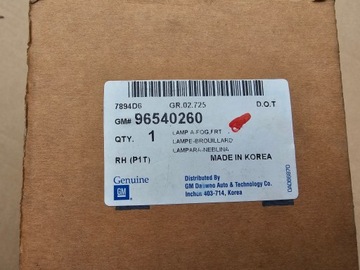 7894D6 GR.02.725 D.O.T
GM# 96540260
QTY. 1
LAMP A-FOG,FRT
LAMPE-BROUILLARD
LAMPARA-NEBLINA
RH (P1T) MADE IN KOREA
Genuine
GM
Distributed By
GM Daewoo Auto & Technology Co.
Inchon 403-714, Korea